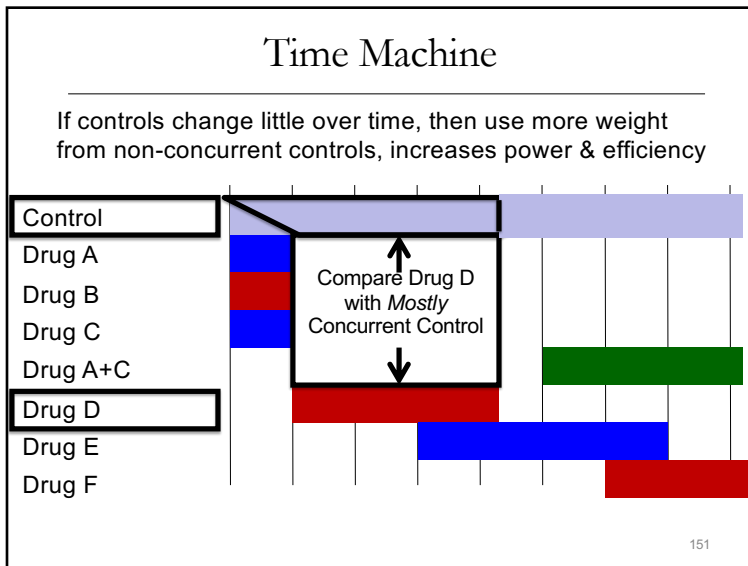 Time Machine
If controls change little over time, then use more weight
from non-concurrent controls, increases power & efficiency
Control
Drug A
Drug B
Drug C
Drug A+C
Drug D
Drug E
Drug F
Compare Drug D
with Mostly
Concurrent Control
151